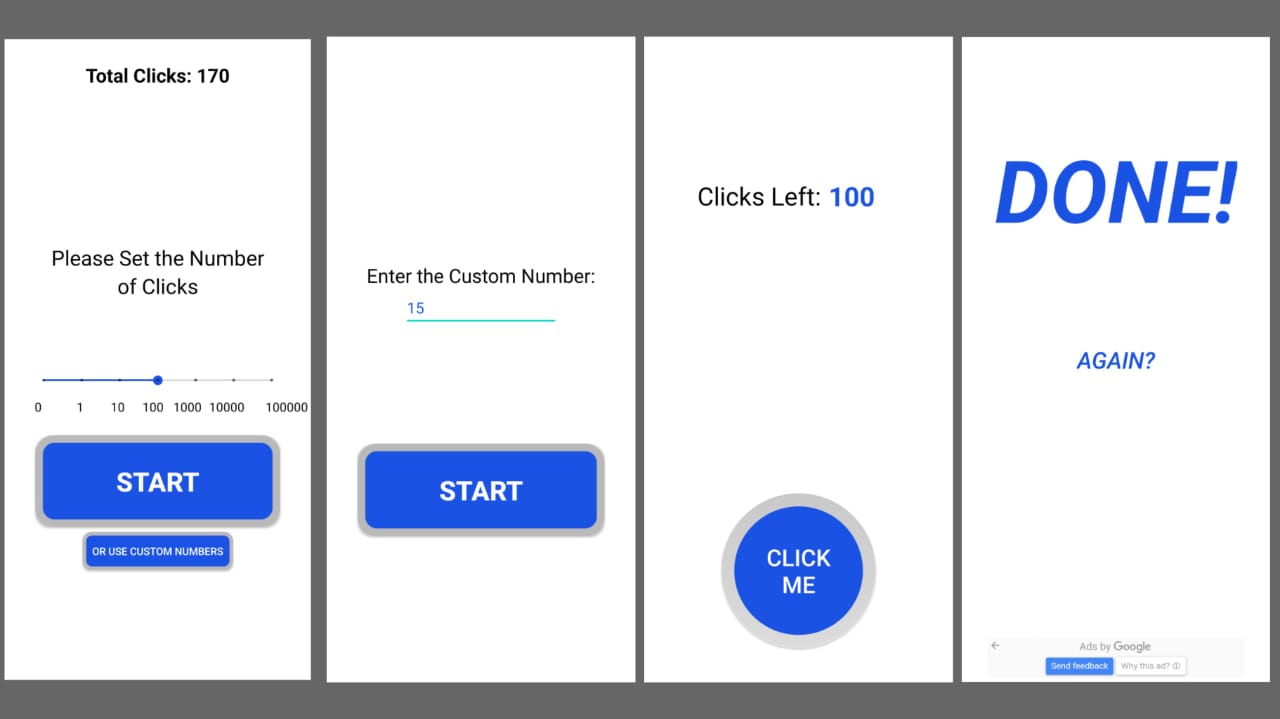 Total Clicks: 170
Please Set the Number
of Clicks
0 1 10 100 1000 10000 100000
START
OR USE CUSTOM NUMBERS
Enter the Custom Number:
15
START
Clicks Left: 100
CLICK
ME
DONE!
AGAIN?
Ads by Google
Send feedback Why this ad?